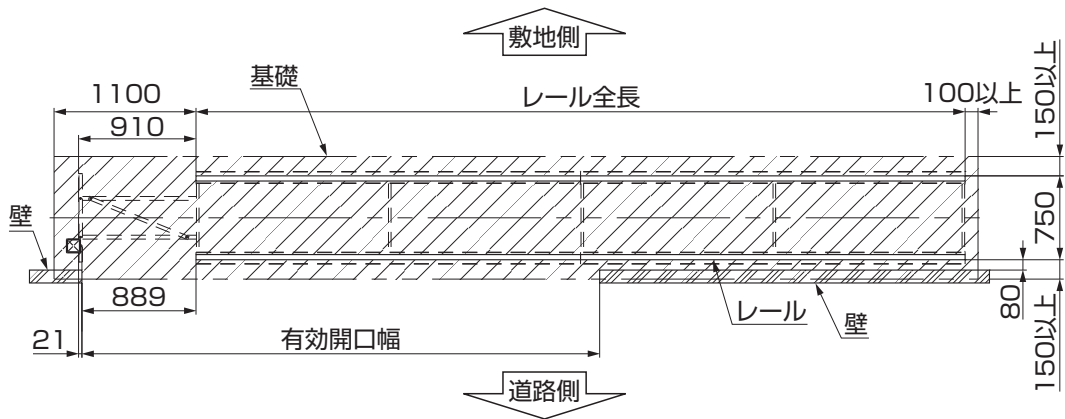 敷地側
基礎
1100
レール全長
100以上
150以上
910
壁
750
889
レール
壁
80
21
有効開口幅
150以上
道路側